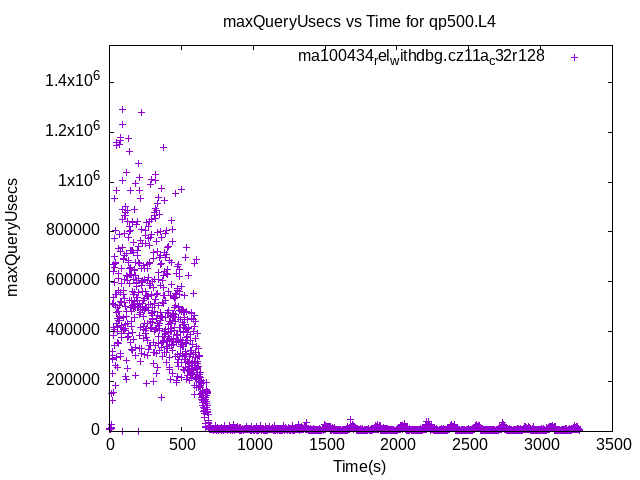 maxQueryUsecs vs Time for qp500.L4
ma100434_rel_withdbg.cz11a_c32r128
maxQueryUsecs
1.4x10^6
1.2x10^6
1x10^6
800000
600000
400000
200000
0
0 500 1000 1500 2000 2500 3000 3500
Time(s)